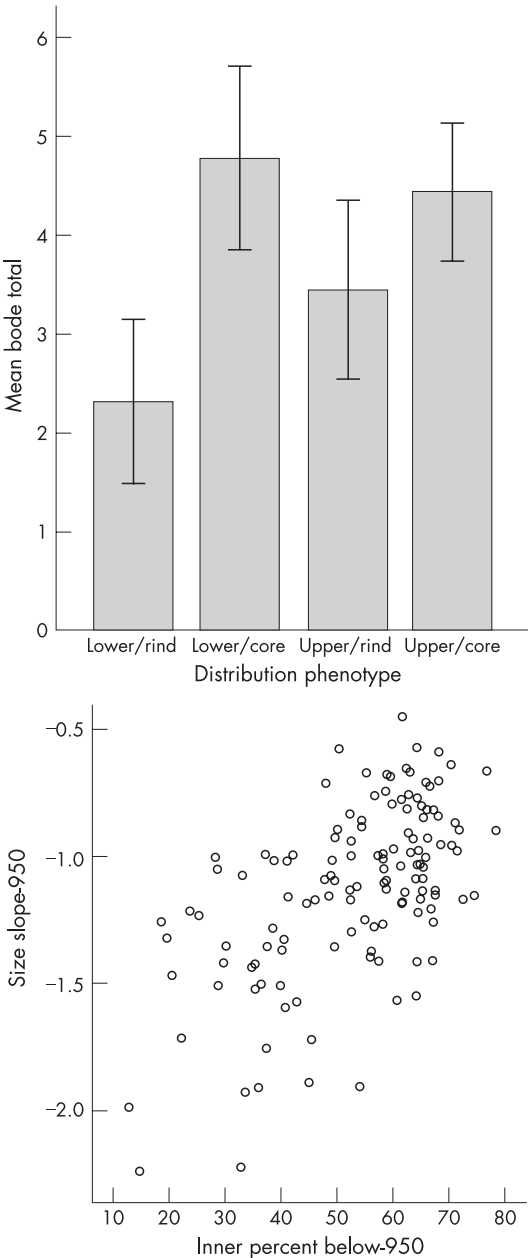 6
5
4
3
2
1
0
Mean bode total
Lower/rind Lower/core Upper/rind Upper/core
Distribution phenotype
−0.5
−1.0
−1.5
−2.0
Size slope-950
10 20 30 40 50 60 70 80
Inner percent below-950